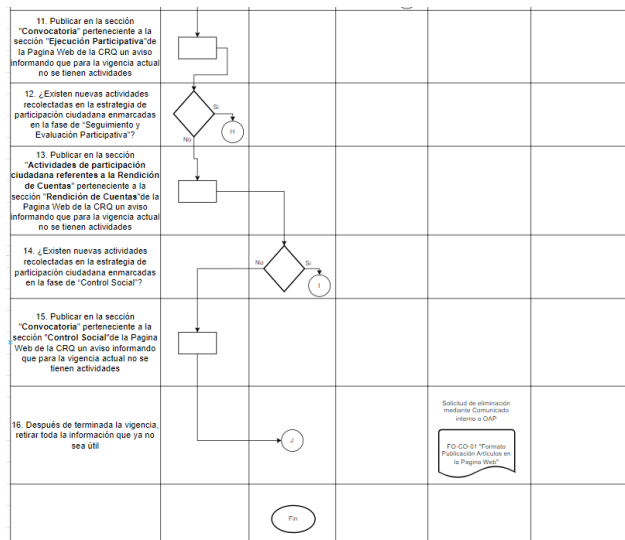 11. Publicar en la sección
"Convocatoria" perteneciente a la
sección "Ejecución Participativa"de
la Pagina Web de la CRQ un aviso
informando que para la vigencia actual
no se tienen actividades
12. ¿Existen nuevas actividades
recolectadas en la estrategia de
participación ciudadana enmarcadas
en la fase de "Seguimiento y
Evaluación Participativa"?
Si
H
No
13. Publicar en la sección
"Actividades de participación
ciudadana referentes a la Rendición
de Cuentas" perteneciente a la
sección "Rendición de Cuentas"de la
Pagina Web de la CRQ un aviso
informando que para la vigencia actual
no se tienen actividades
14. ¿Existen nuevas actividades
recolectadas en la estrategia de
participación ciudadana enmarcadas
en la fase de "Control Social"?
No
Si
I
15. Publicar en la sección
"Convocatoria" perteneciente a la
sección "Control Social"de la Pagina
Web de la CRQ un aviso informando
que para la vigencia actual no se
tienen actividades
16. Después de terminada la vigencia,
retirar toda la información que ya no
sea útil
J
Solicitud de eliminación
mediante Comunicado
interno a OAP
FO-CO-01 "Formato
Publicación Artículos en
la Pagina Web"
Fin